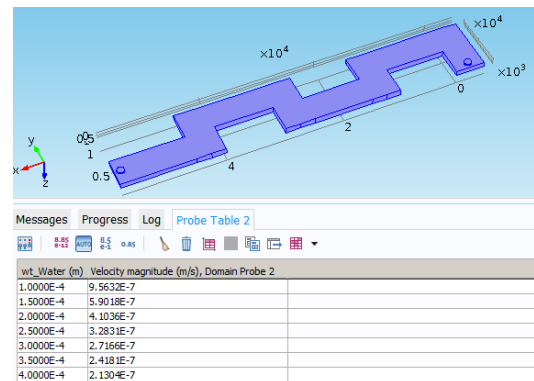 ×10⁴
×10⁴
×10³
0
2
4
0.5
1
0.5
y
x
z
Messages Progress Log Probe Table 2
8.85 e-12 AUTO 8.5 e-1 0.85
wt_Water (m) Velocity magnitude (m/s), Domain Probe 2
1.0000E-4 9.5632E-7
1.5000E-4 5.9018E-7
2.0000E-4 4.1036E-7
2.5000E-4 3.2831E-7
3.0000E-4 2.7166E-7
3.5000E-4 2.4181E-7
4.0000E-4 2.1304E-7